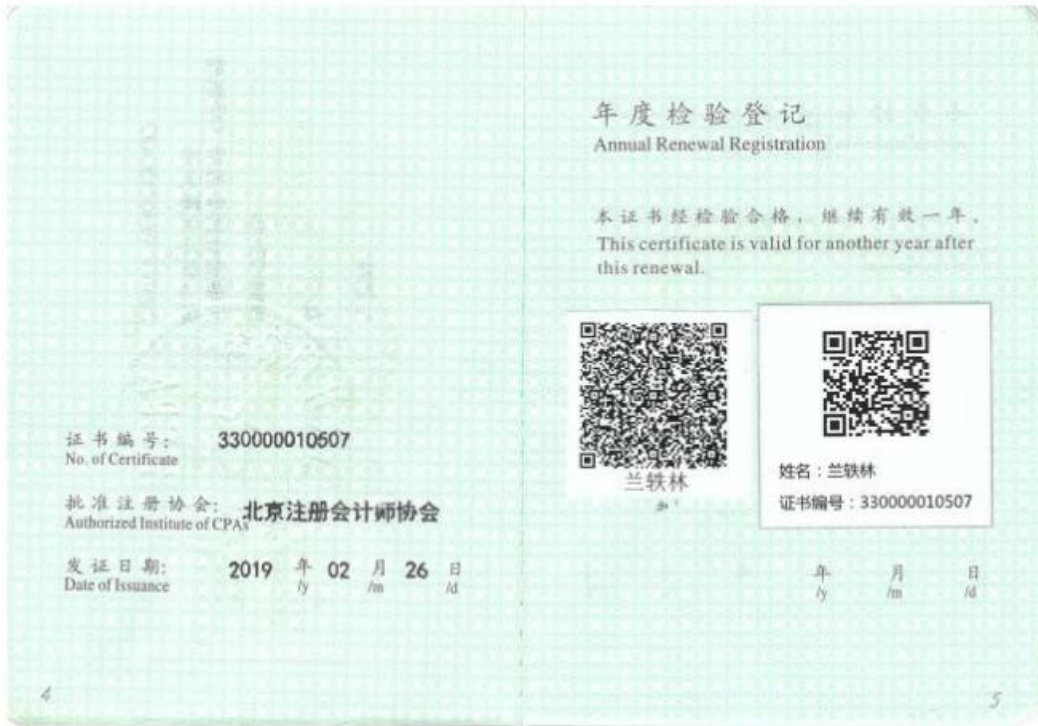 证书编号: 330000010507
No. of Certificate
批准注册协会: 北京注册会计师协会
Authorized Institute of CPAs
发证日期: 2019 年 02 月 26 日
Date of Issuance /y /m /d
4
年度检验登记
Annual Renewal Registration
本证书经检验合格，继续有效一年。
This certificate is valid for another year after
this renewal.
兰轶林
姓名：兰轶林
证书编号：330000010507
年 月 日
/y /m /d
5